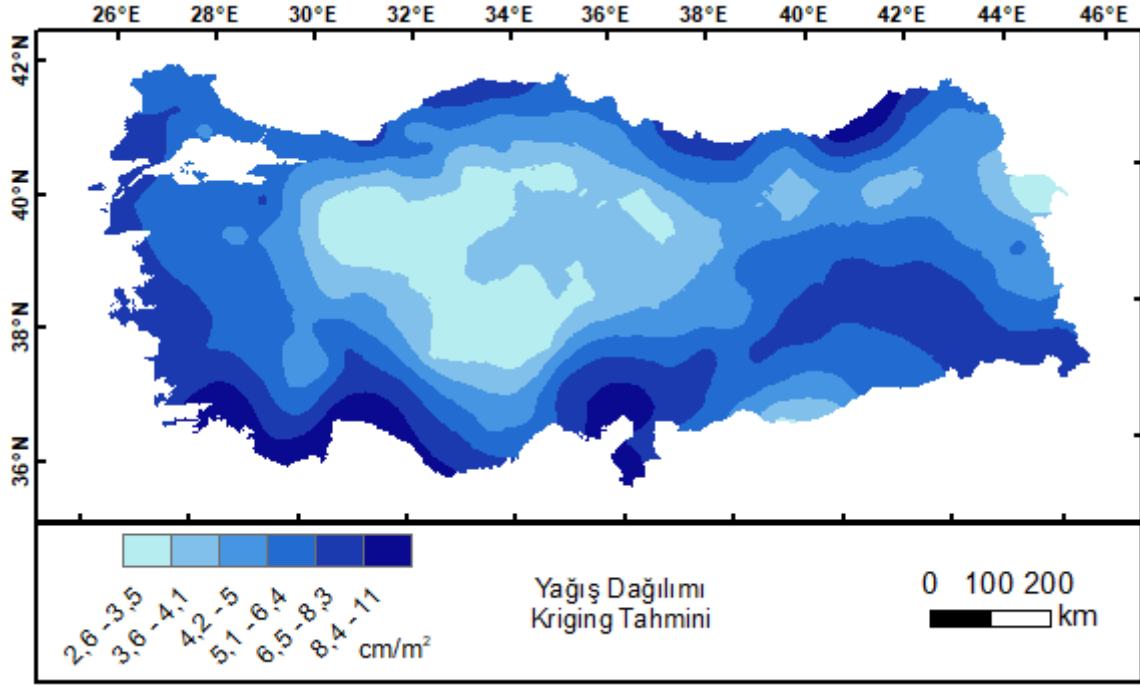 26°E 28°E 30°E 32°E 34°E 36°E 38°E 40°E 42°E 44°E 46°E
42°N
40°N
38°N
36°N
2,6 - 3,5
3,6 - 4,1
4,2 - 5
5,1 - 6,4
6,5 - 8,3
8,4 - 11
cm/m²
Yağış Dağılımı
Kriging Tahmini
0 100 200
km